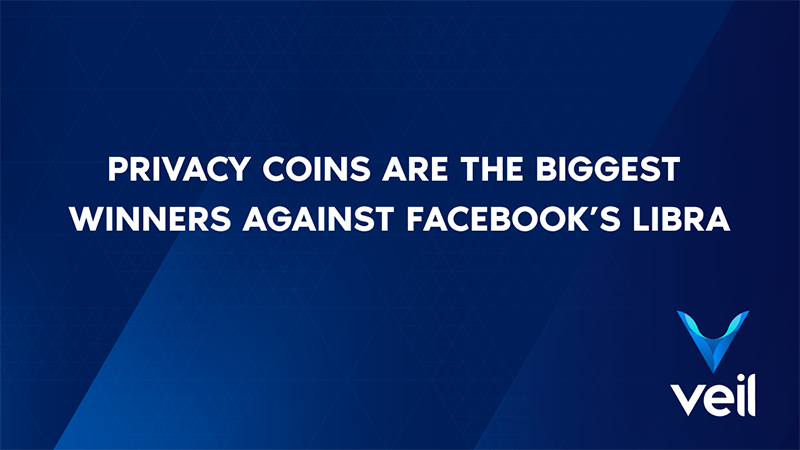 PRIVACY COINS ARE THE BIGGEST
WINNERS AGAINST FACEBOOK’S LIBRA
veil